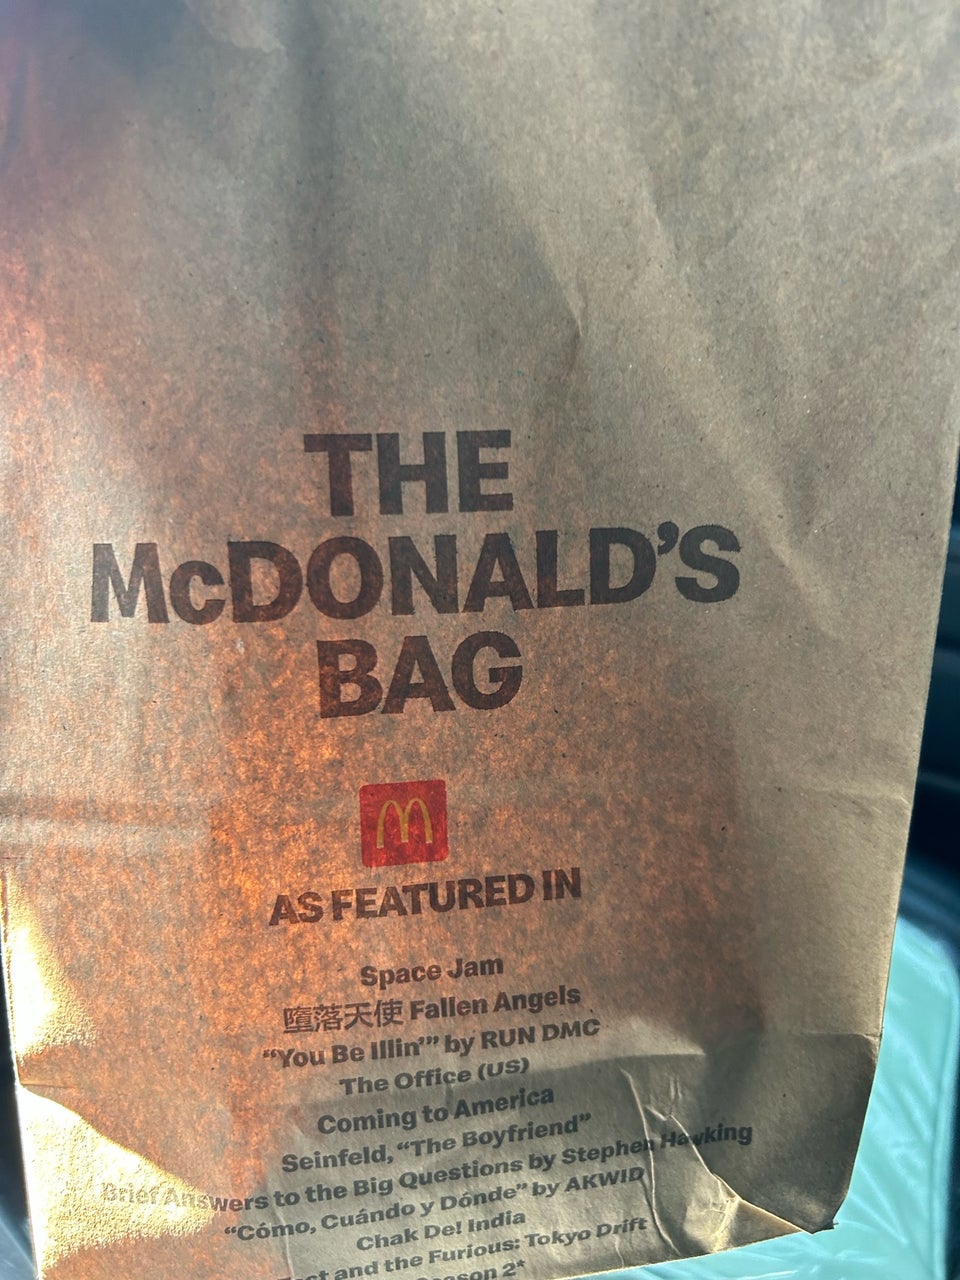 THE
McDONALD'S
BAG
AS FEATURED IN
Space Jam
墮落天使 Fallen Angels
“You Be Illin’” by RUN DMC
The Office (US)
Coming to America
Seinfeld, “The Boyfriend”
Brief Answers to the Big Questions by Stephen Hawking
“Cómo, Cuándo y Dónde” by AKWID
Chak De! India
and the Furious: Tokyo Drift
2*